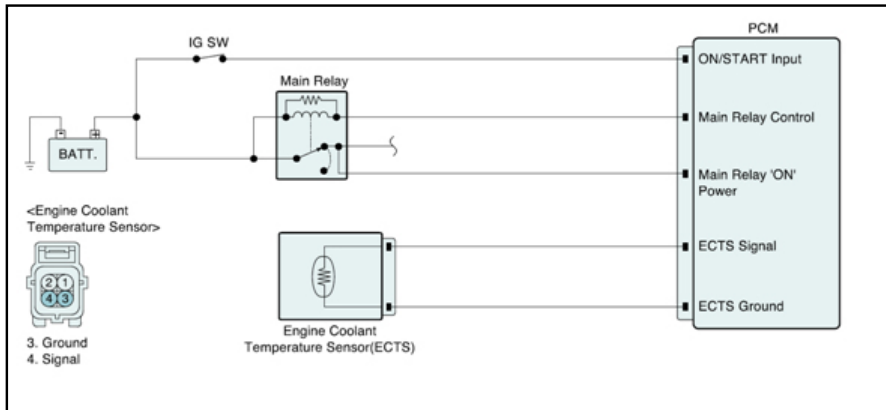 PCM
IG SW
ON/START Input
Main Relay
Main Relay Control
- +
BATT.
Main Relay 'ON'
Power
<Engine Coolant
Temperature Sensor>
2 1
4 3
3. Ground
4. Signal
ECTS Signal
ECTS Ground
Engine Coolant
Temperature Sensor(ECTS)